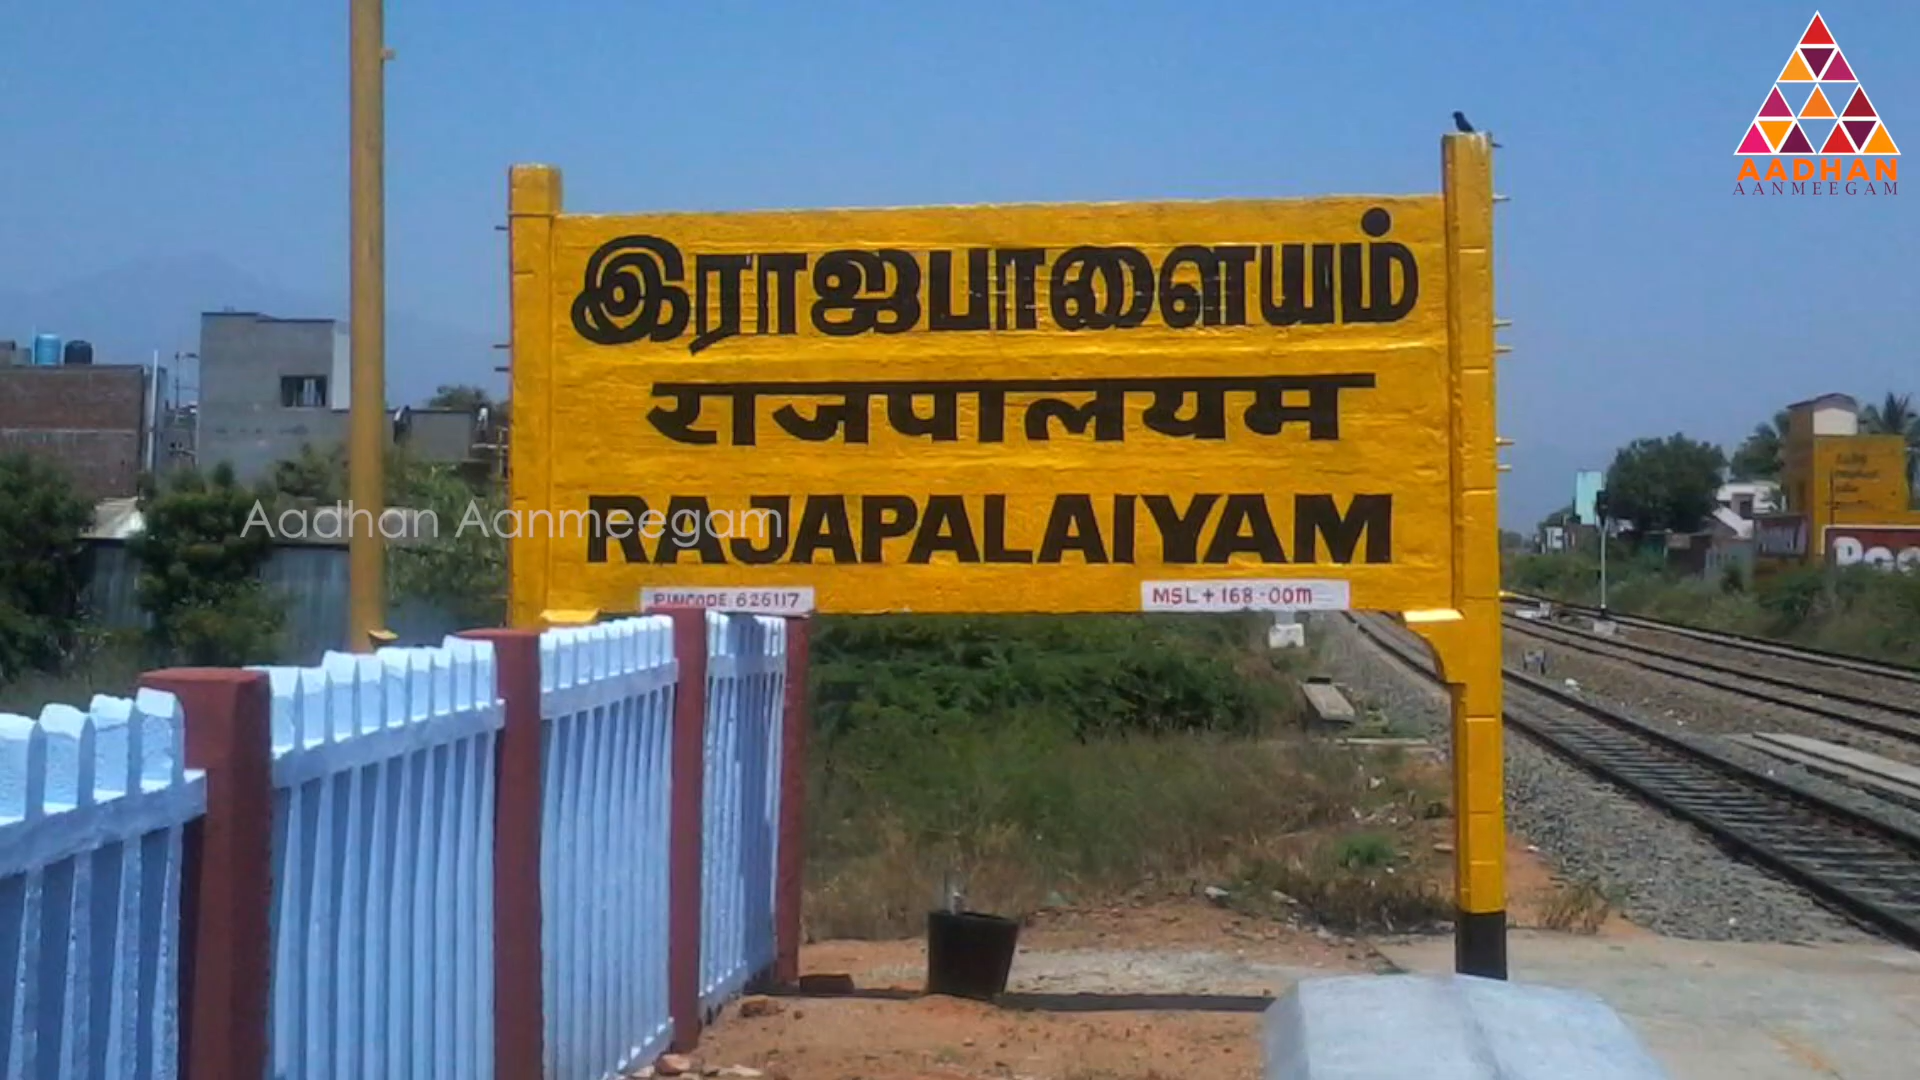 AADHAN
AANMEEGAM
இராஜபாளையம்
राजपालयम
RAJAPALAIYAM
Aadhan Aanmeegam
PINCODE: 626117
MSL + 168-00m